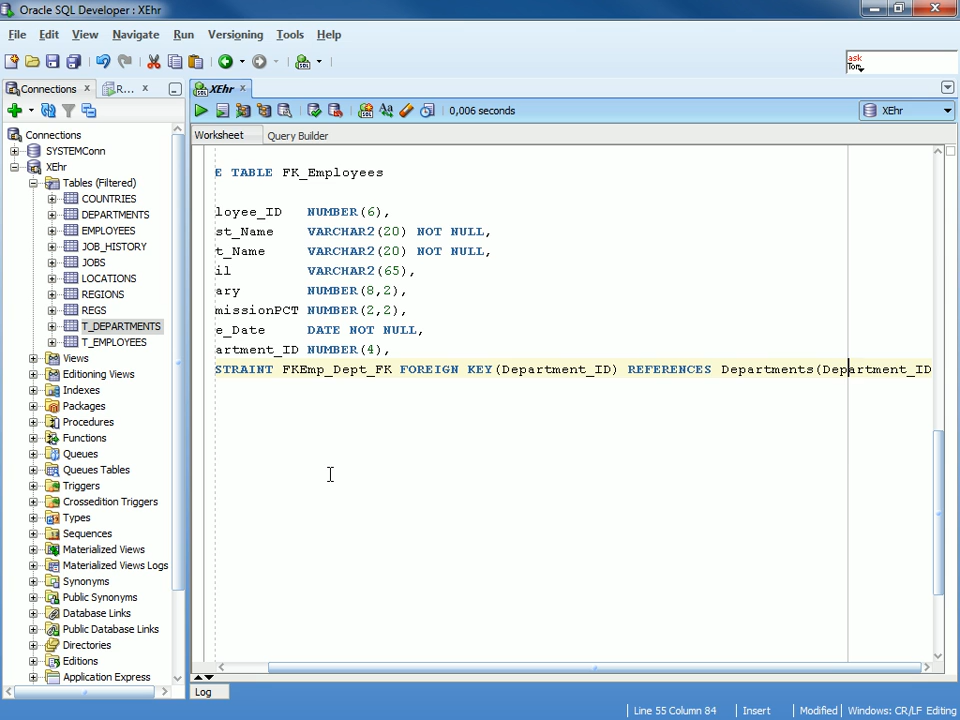 Oracle SQL Developer : XEhr
File Edit View Navigate Run Versioning Tools Help
ask
Tom
Connections R...
XEhr
0,006 seconds
XEhr
Worksheet Query Builder
Connections
SYSTEMConn
XEhr
Tables (Filtered)
COUNTRIES
DEPARTMENTS
EMPLOYEES
JOB_HISTORY
JOBS
LOCATIONS
REGIONS
REGS
T_DEPARTMENTS
T_EMPLOYEES
Views
Editioning Views
Indexes
Packages
Procedures
Functions
Queues
Queues Tables
Triggers
Crossedition Triggers
Types
Sequences
Materialized Views
Materialized Views Logs
Synonyms
Public Synonyms
Database Links
Public Database Links
Directories
Editions
Application Express
E TABLE FK_Employees
loyee_ID NUMBER(6),
st_Name VARCHAR2(20) NOT NULL,
t_Name VARCHAR2(20) NOT NULL,
il VARCHAR2(65),
ary NUMBER(8,2),
missionPCT NUMBER(2,2),
e_Date DATE NOT NULL,
artment_ID NUMBER(4),
STRAINT FKEmp_Dept_FK FOREIGN KEY(Department_ID) REFERENCES Departments(Department_ID
Log
Line 55 Column 84 Insert Modified Windows: CR/LF Editing